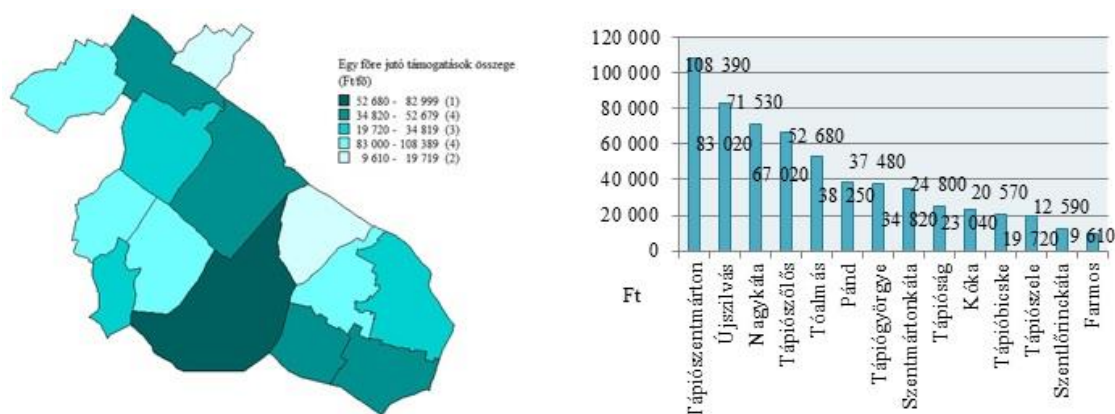 Egy főre jutó támogatások összege
(Ft/fő)
52 680 - 82 999 (1)
34 820 - 52 679 (4)
19 720 - 34 819 (3)
83 000 - 108 389 (4)
9 610 - 19 719 (2)
120 000
100 000
80 000
60 000
40 000
20 000
0
Ft
108 390
83 020
71 530
67 020
52 680
38 250
37 480
34 820
24 800
23 040
20 570
19 720
12 590
9 610
Tápiószentmárton
Újszilvás
Nagykáta
Tápiószőlős
Tóalmás
Pánd
Tápiógyörgye
Szentmártonkáta
Tápióság
Kóka
Tápióbicske
Tápiószele
Szentlőrinckáta
Farmos